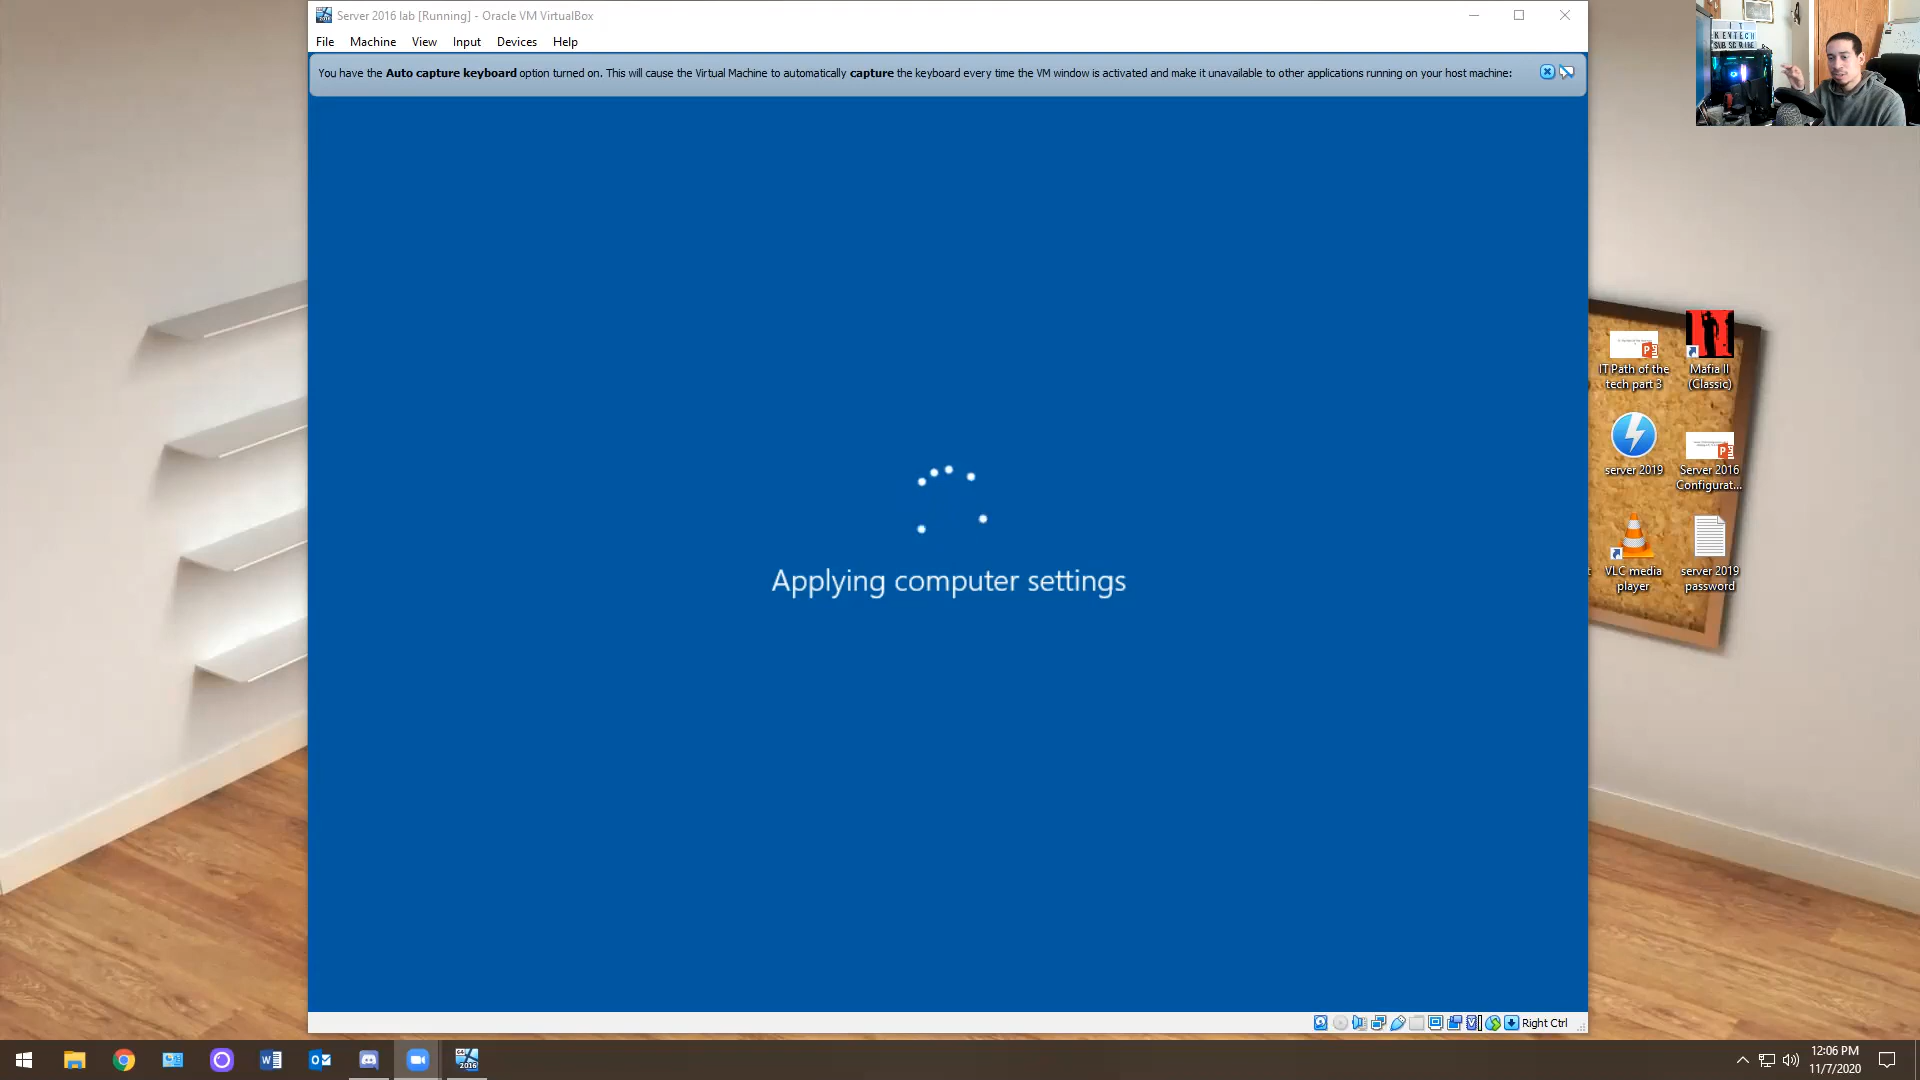 Server 2016 lab [Running] - Oracle VM VirtualBox
File Machine View Input Devices Help
You have the Auto capture keyboard option turned on. This will cause the Virtual Machine to automatically capture the keyboard every time the VM window is activated and make it unavailable to other applications running on your host machine:
I T
KEVTECH
SUBSCRIBE
Applying computer settings
IT Path of the
tech part 3
Mafia II
(Classic)
server 2019
Server 2016
Configurat...
VLC media
player
server 2019
password
Right Ctrl
2016
12:06 PM
11/7/2020